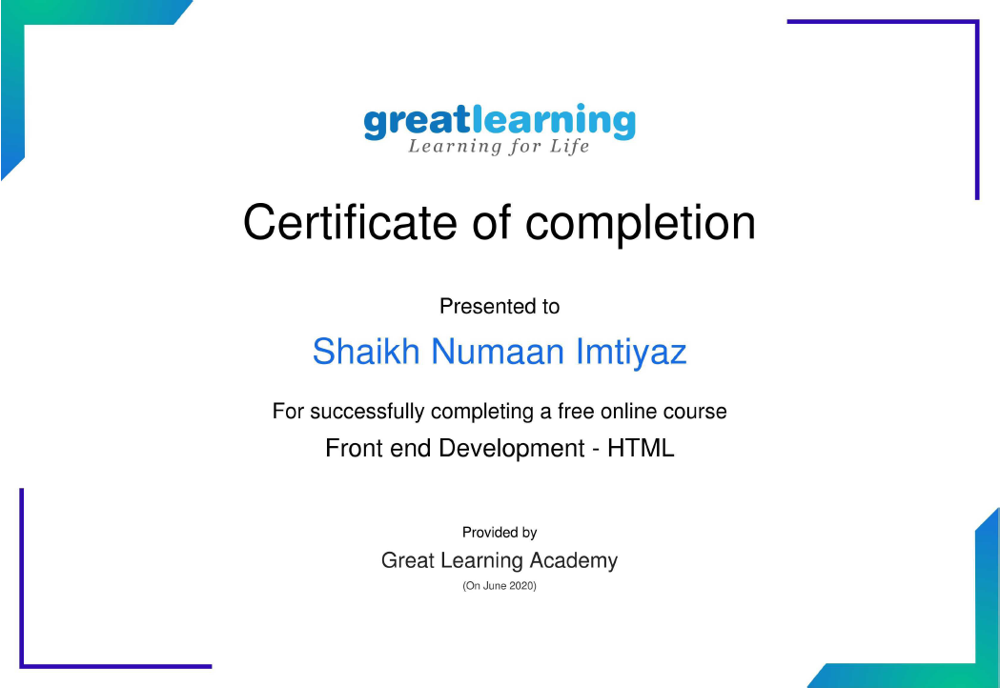 greatlearning
Learning for Life
Certificate of completion
Presented to
Shaikh Numaan Imtiyaz
For successfully completing a free online course
Front end Development - HTML
Provided by
Great Learning Academy
(On June 2020)